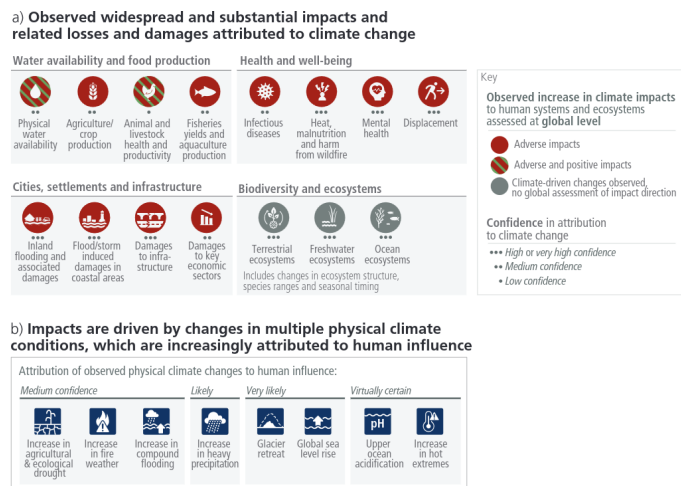 a) Observed widespread and substantial impacts and
related losses and damages attributed to climate change
Water availability and food production
Physical
water
availability
Agriculture/
crop
production
Animal and
livestock
health and
productivity
Fisheries
yields and
aquaculture
production
Health and well-being
Infectious
diseases
Heat,
malnutrition
and harm
from wildfire
Mental
health
Displacement
Cities, settlements and infrastructure
Inland
flooding and
associated
damages
Flood/storm
induced
damages in
coastal areas
Damages
to infra-
structure
Damages
to key
economic
sectors
Biodiversity and ecosystems
Terrestrial
ecosystems
Freshwater
ecosystems
Ocean
ecosystems
Includes changes in ecosystem structure,
species ranges and seasonal timing
Key
Observed increase in climate impacts
to human systems and ecosystems
assessed at global level
Adverse impacts
Adverse and positive impacts
Climate-driven changes observed,
no global assessment of impact direction
Confidence in attribution
to climate change
••• High or very high confidence
•• Medium confidence
• Low confidence
b) Impacts are driven by changes in multiple physical climate
conditions, which are increasingly attributed to human influence
Attribution of observed physical climate changes to human influence:
Medium confidence
Increase in
agricultural
& ecological
drought
Increase
in fire
weather
Increase in
compound
flooding
Likely
Increase
in heavy
precipitation
Very likely
Glacier
retreat
Global sea
level rise
Virtually certain
pH
Upper
ocean
acidification
Increase
in hot
extremes